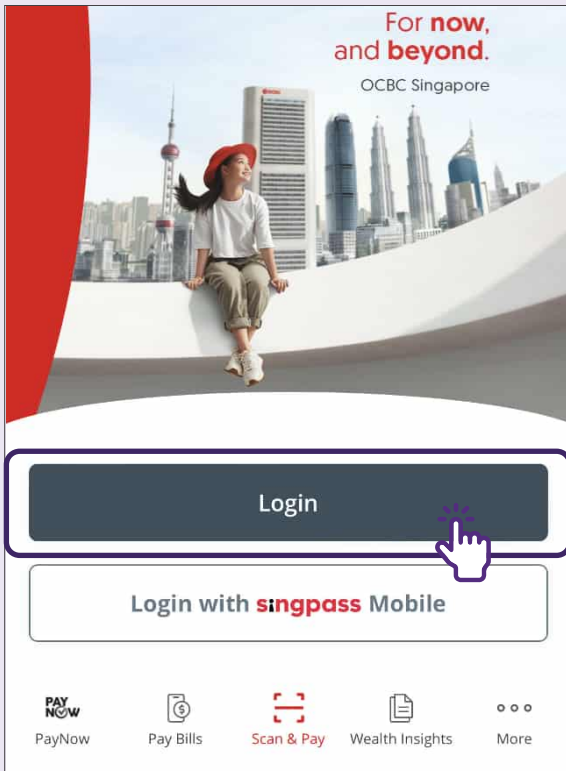 For now,
and beyond.
OCBC Singapore
Login
Login with singpass Mobile
PAY
NOW
PayNow
Pay Bills
Scan & Pay
Wealth Insights
More